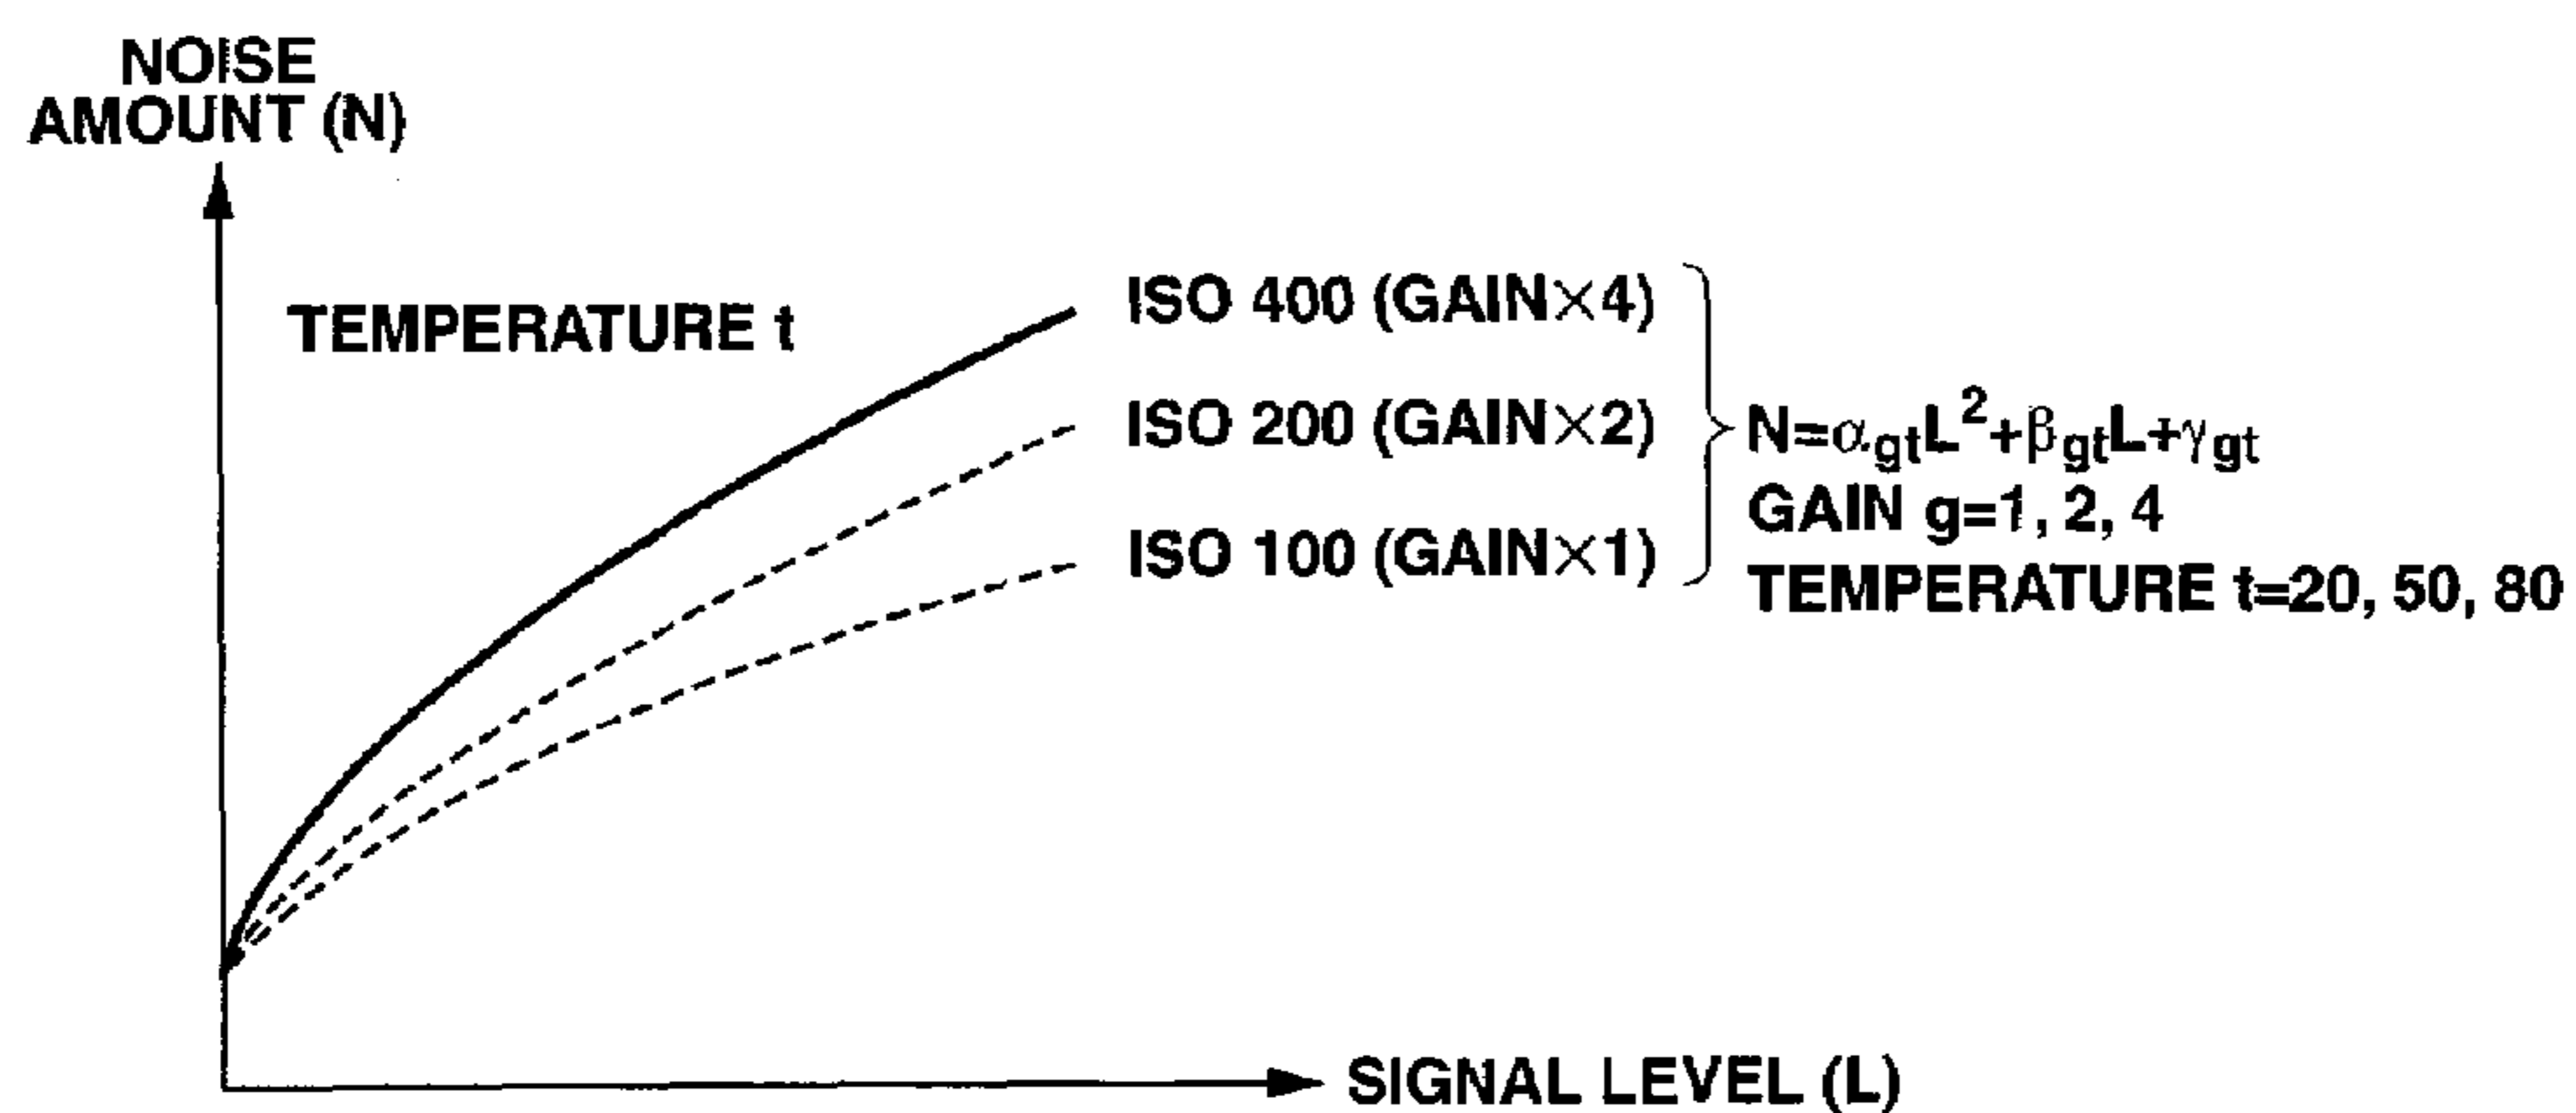 NOISE
AMOUNT (N)
TEMPERATURE t
ISO 400 (GAIN×4)
ISO 200 (GAIN×2)
ISO 100 (GAIN×1)
N=αgtL²+βgtL+γgt
GAIN g=1, 2, 4
TEMPERATURE t=20, 50, 80
SIGNAL LEVEL (L)